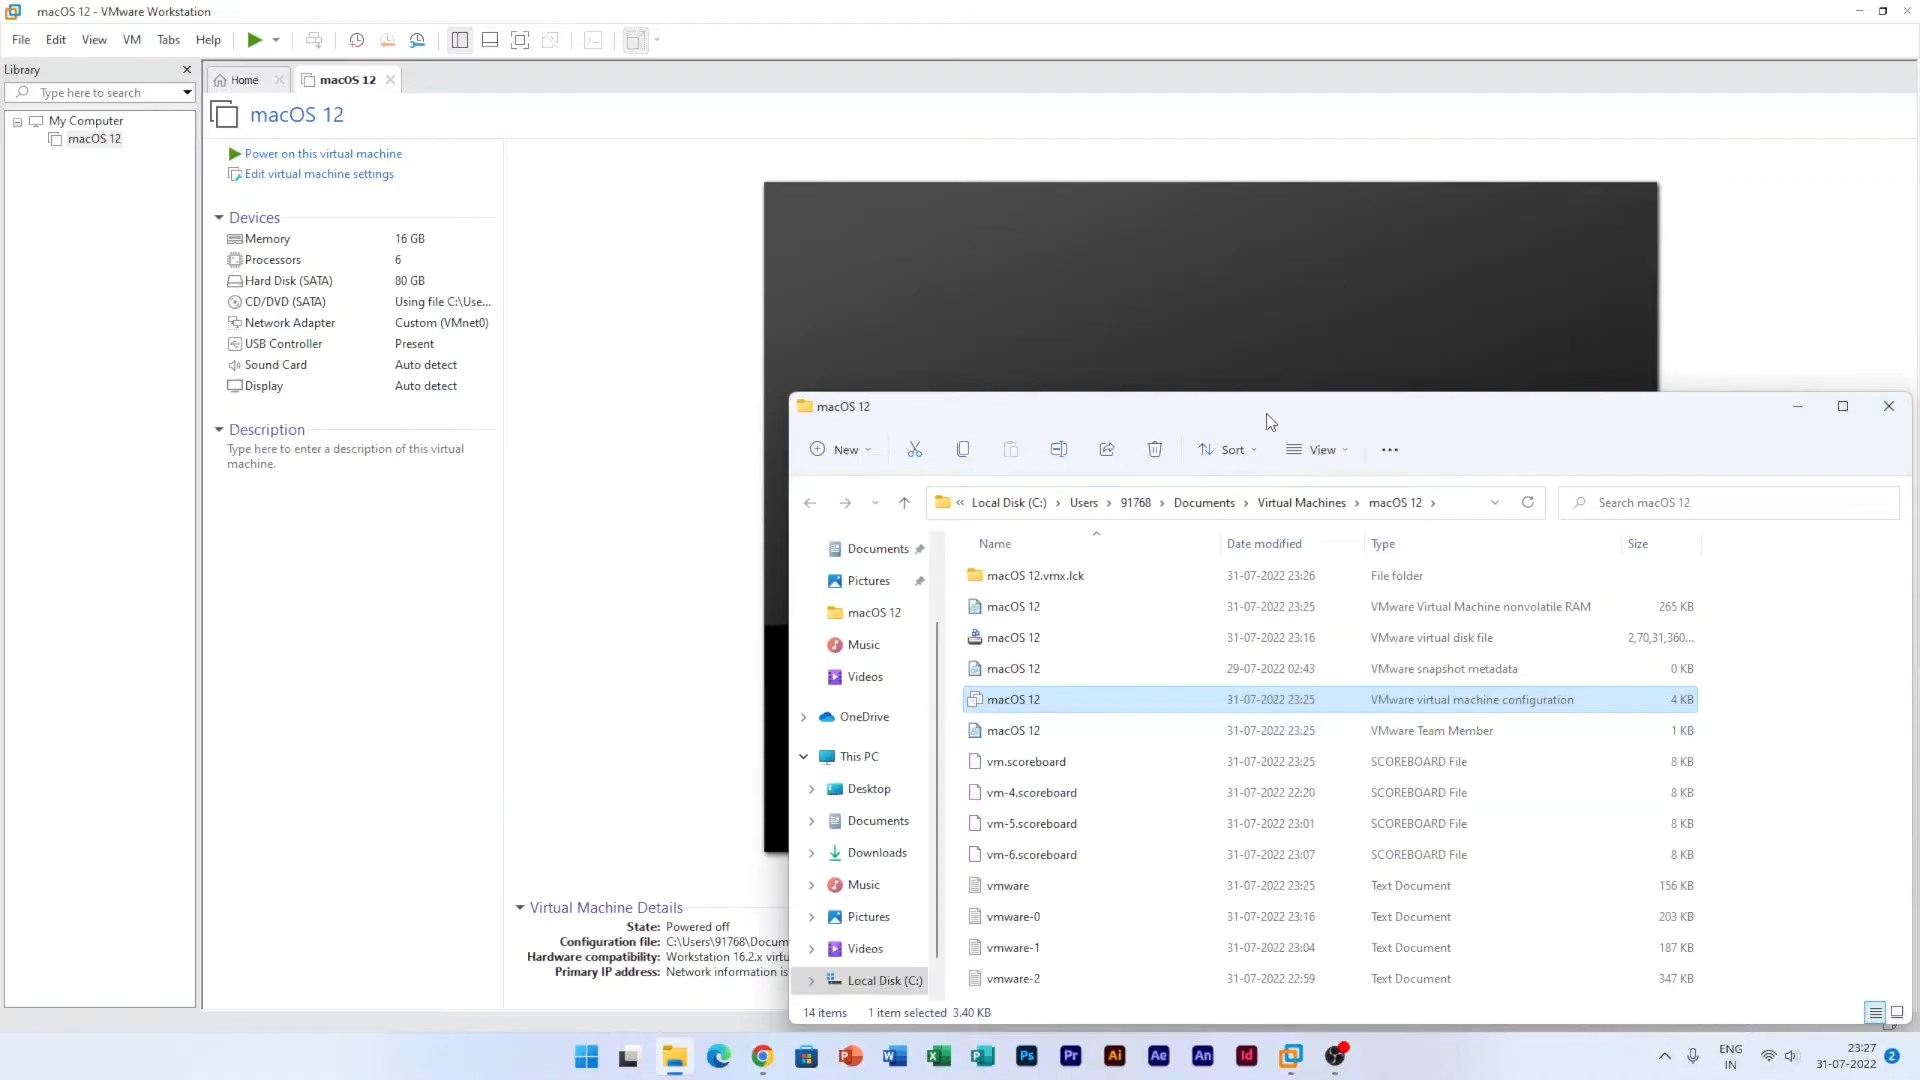 macOS 12 - VMware Workstation
File Edit View VM Tabs Help
Library
Type here to search
My Computer
macOS 12
Home
macOS 12
macOS 12
Power on this virtual machine
Edit virtual machine settings
Devices
Memory 16 GB
Processors 6
Hard Disk (SATA) 80 GB
CD/DVD (SATA) Using file C:\Use...
Network Adapter Custom (VMnet0)
USB Controller Present
Sound Card Auto detect
Display Auto detect
Description
Type here to enter a description of this virtual
machine.
Virtual Machine Details
State: Powered off
Configuration file: C:\Users\91768\Docum
Hardware compatibility: Workstation 16.2.x virtu
Primary IP address: Network information is
macOS 12
New Sort View
« Local Disk (C:) › Users › 91768 › Documents › Virtual Machines › macOS 12 ›
Search macOS 12
Documents
Pictures
macOS 12
Music
Videos
OneDrive
This PC
Desktop
Documents
Downloads
Music
Pictures
Videos
Local Disk (C:)
Name Date modified Type Size
macOS 12.vmx.lck 31-07-2022 23:26 File folder
macOS 12 31-07-2022 23:25 VMware Virtual Machine nonvolatile RAM 265 KB
macOS 12 31-07-2022 23:16 VMware virtual disk file 2,70,31,360...
macOS 12 29-07-2022 02:43 VMware snapshot metadata 0 KB
macOS 12 31-07-2022 23:25 VMware virtual machine configuration 4 KB
macOS 12 31-07-2022 23:25 VMware Team Member 1 KB
vm.scoreboard 31-07-2022 23:25 SCOREBOARD File 8 KB
vm-4.scoreboard 31-07-2022 22:20 SCOREBOARD File 8 KB
vm-5.scoreboard 31-07-2022 23:01 SCOREBOARD File 8 KB
vm-6.scoreboard 31-07-2022 23:07 SCOREBOARD File 8 KB
vmware 31-07-2022 23:25 Text Document 156 KB
vmware-0 31-07-2022 23:16 Text Document 203 KB
vmware-1 31-07-2022 23:04 Text Document 187 KB
vmware-2 31-07-2022 22:59 Text Document 347 KB
14 items 1 item selected 3.40 KB
Ps Pr Ai Ae An Id
ENG
IN
23:27
31-07-2022
2